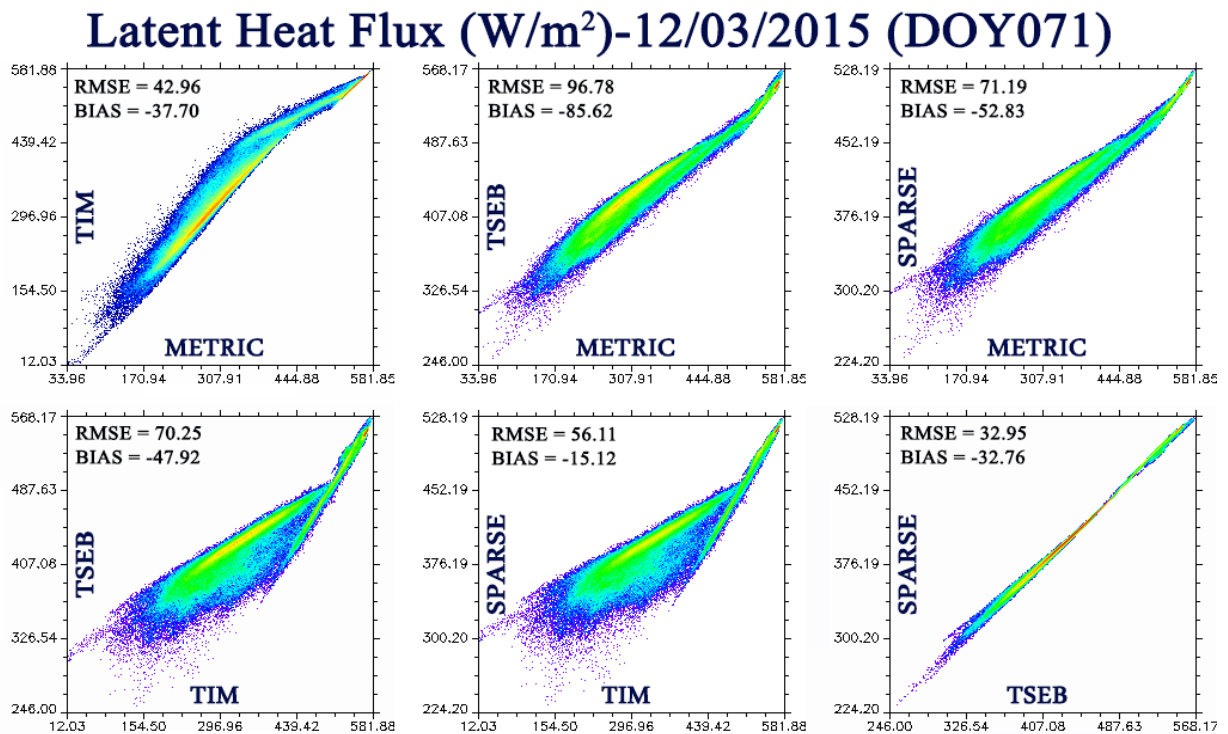 Latent Heat Flux (W/m²)-12/03/2015 (DOY071)
581.88
439.42
296.96
154.50
12.03
RMSE = 42.96
BIAS = -37.70
TIM
METRIC
33.96 170.94 307.91 444.88 581.85
568.17
487.63
407.08
326.54
246.00
RMSE = 96.78
BIAS = -85.62
TSEB
METRIC
33.96 170.94 307.91 444.88 581.85
528.19
452.19
376.19
300.20
224.20
RMSE = 71.19
BIAS = -52.83
SPARSE
METRIC
33.96 170.94 307.91 444.88 581.85
568.17
487.63
407.08
326.54
246.00
RMSE = 70.25
BIAS = -47.92
TSEB
TIM
12.03 154.50 296.96 439.42 581.88
528.19
452.19
376.19
300.20
224.20
RMSE = 56.11
BIAS = -15.12
SPARSE
TIM
12.03 154.50 296.96 439.42 581.88
528.19
452.19
376.19
300.20
224.20
RMSE = 32.95
BIAS = -32.76
SPARSE
TSEB
246.00 326.54 407.08 487.63 568.17